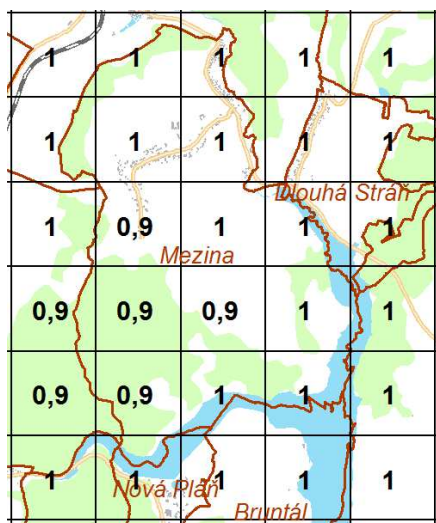 1 1 1 1 1
1 1 1 1 1
Dlouhá Stráň
1 0,9 1 1 1
Mezina
0,9 0,9 0,9 1 1
0,9 0,9 1 1 1
1 1 1 1 1
Nová Pláň
Bruntál